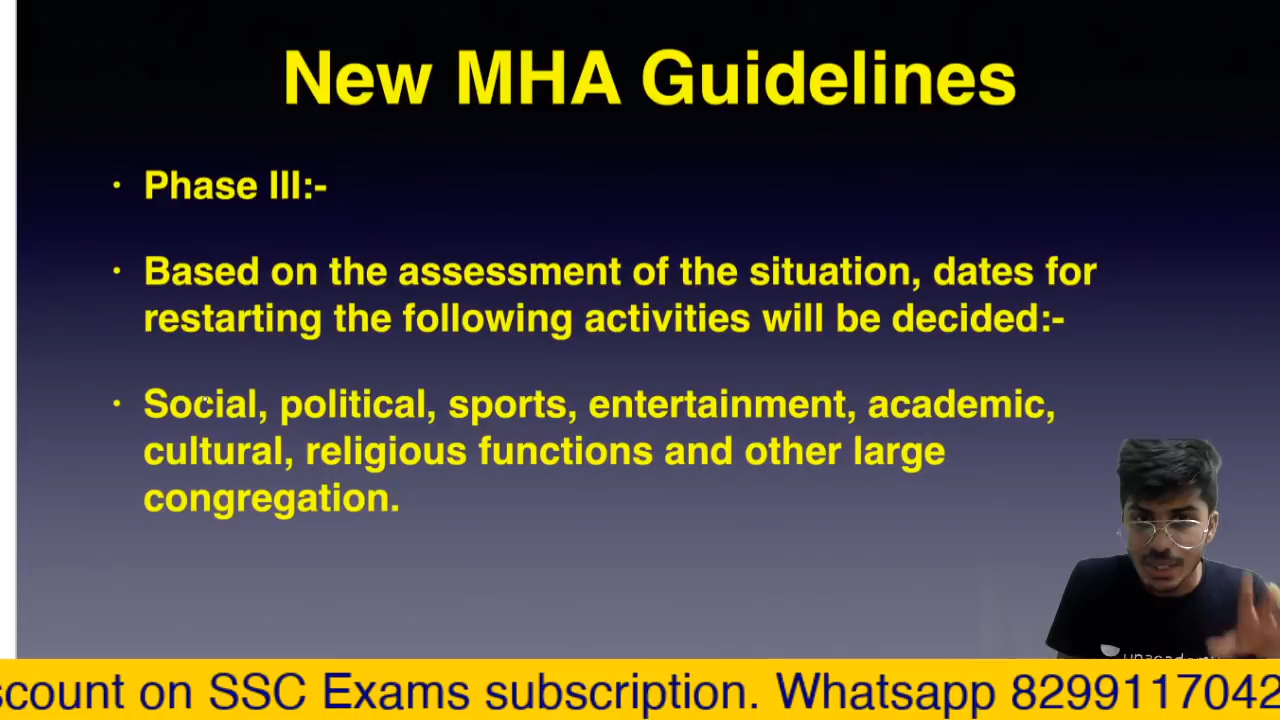 New MHA Guidelines
• Phase III:-
• Based on the assessment of the situation, dates for
restarting the following activities will be decided:-
• Social, political, sports, entertainment, academic,
cultural, religious functions and other large
congregation.
unacademy
scount on SSC Exams subscription. Whatsapp 8299117042